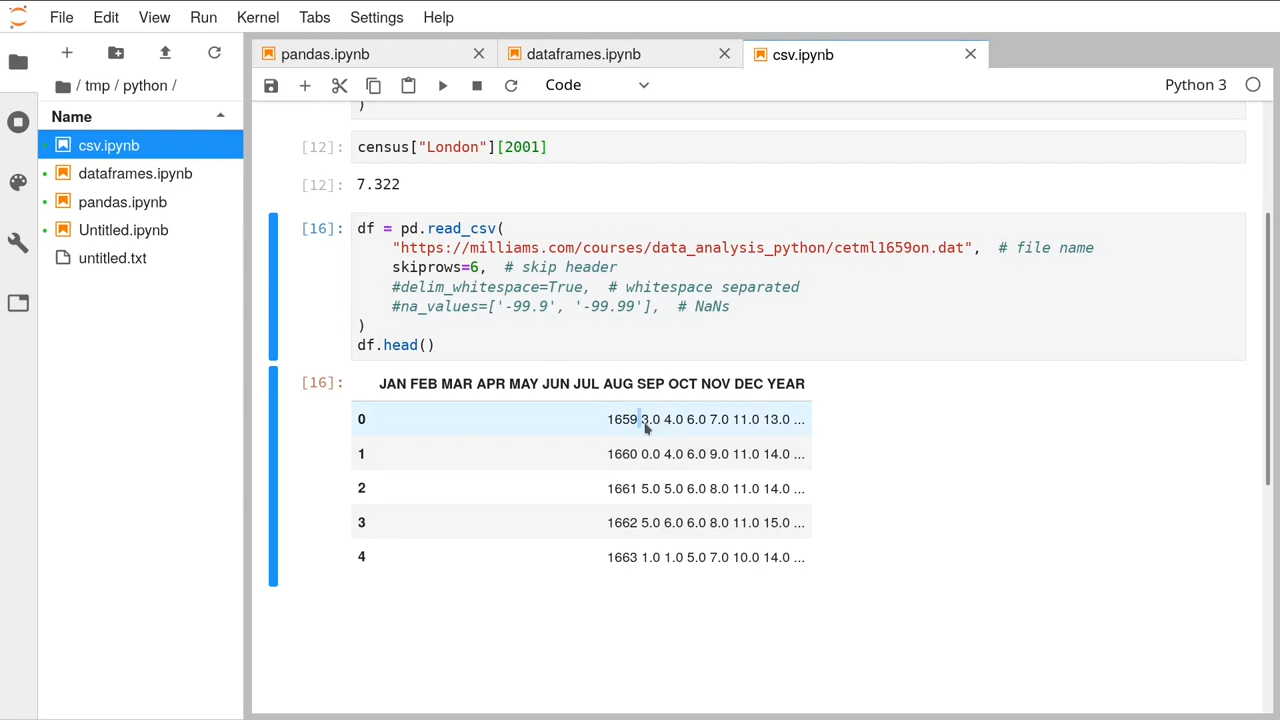 File Edit View Run Kernel Tabs Settings Help
pandas.ipynb dataframes.ipynb csv.ipynb
/ tmp / python /
Code Python 3
Name
csv.ipynb
dataframes.ipynb
pandas.ipynb
Untitled.ipynb
untitled.txt
)
[12]: census["London"][2001]
[12]: 7.322
[16]: df = pd.read_csv(
"https://milliams.com/courses/data_analysis_python/cetml1659on.dat", # file name
skiprows=6, # skip header
#delim_whitespace=True, # whitespace separated
#na_values=['-99.9', '-99.99'], # NaNs
)
df.head()
[16]: JAN FEB MAR APR MAY JUN JUL AUG SEP OCT NOV DEC YEAR
0 1659 3.0 4.0 6.0 7.0 11.0 13.0 ...
1 1660 0.0 4.0 6.0 9.0 11.0 14.0 ...
2 1661 5.0 5.0 6.0 8.0 11.0 14.0 ...
3 1662 5.0 6.0 6.0 8.0 11.0 15.0 ...
4 1663 1.0 1.0 5.0 7.0 10.0 14.0 ...